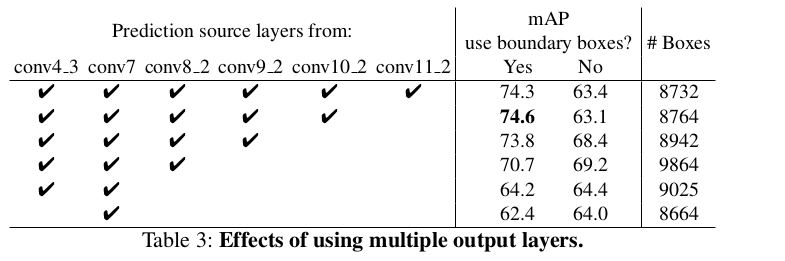 Prediction source layers from:
mAP
use boundary boxes?
# Boxes
conv4_3 conv7 conv8_2 conv9_2 conv10_2 conv11_2 Yes No
✔ ✔ ✔ ✔ ✔ ✔ 74.3 63.4 8732
✔ ✔ ✔ ✔ ✔ 74.6 63.1 8764
✔ ✔ ✔ ✔ 73.8 68.4 8942
✔ ✔ ✔ 70.7 69.2 9864
✔ ✔ 64.2 64.4 9025
✔ 62.4 64.0 8664
Table 3: Effects of using multiple output layers.